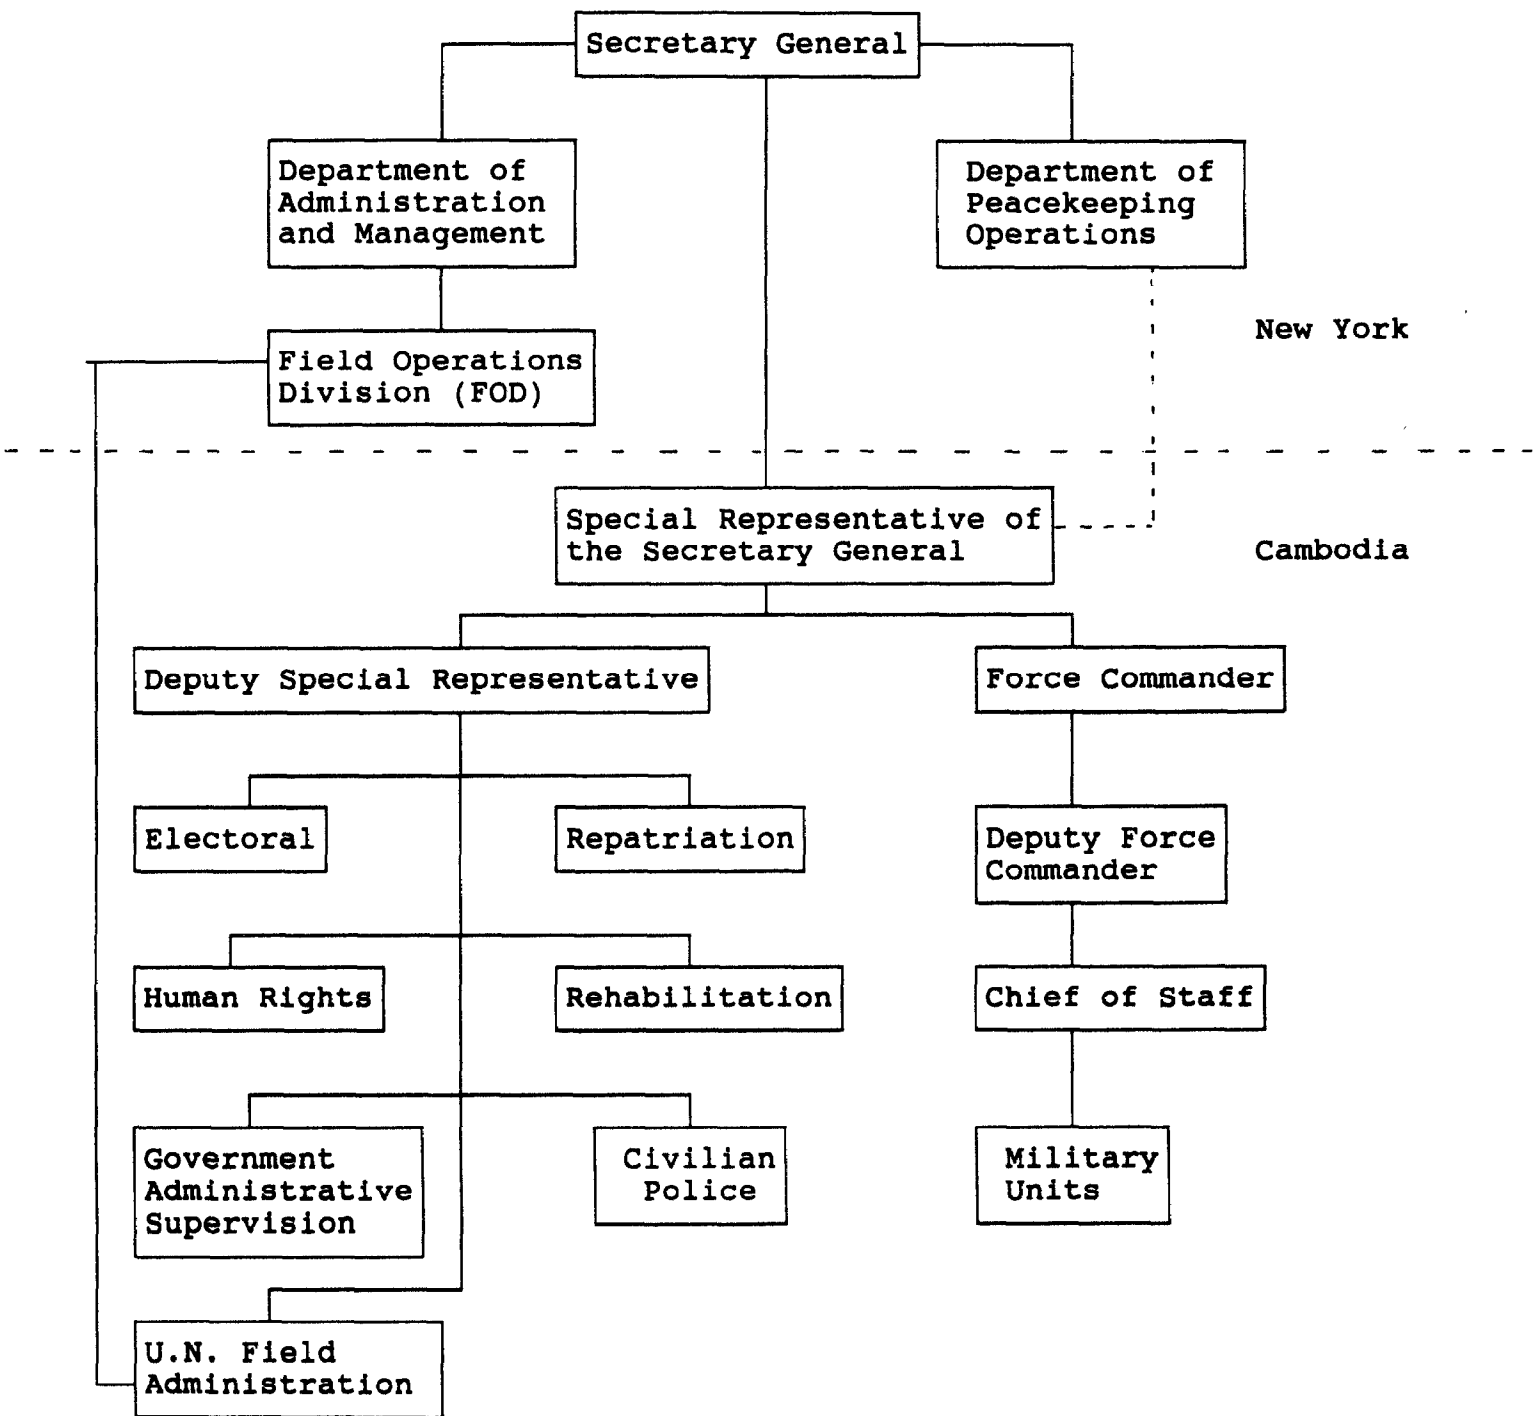 Secretary General
Department of
Administration
and Management
Department of
Peacekeeping
Operations
New York
Field Operations
Division (FOD)
Special Representative of
the Secretary General
Cambodia
Deputy Special Representative
Force Commander
Electoral
Repatriation
Deputy Force
Commander
Human Rights
Rehabilitation
Chief of Staff
Government
Administrative
Supervision
Civilian
Police
Military
Units
U.N. Field
Administration